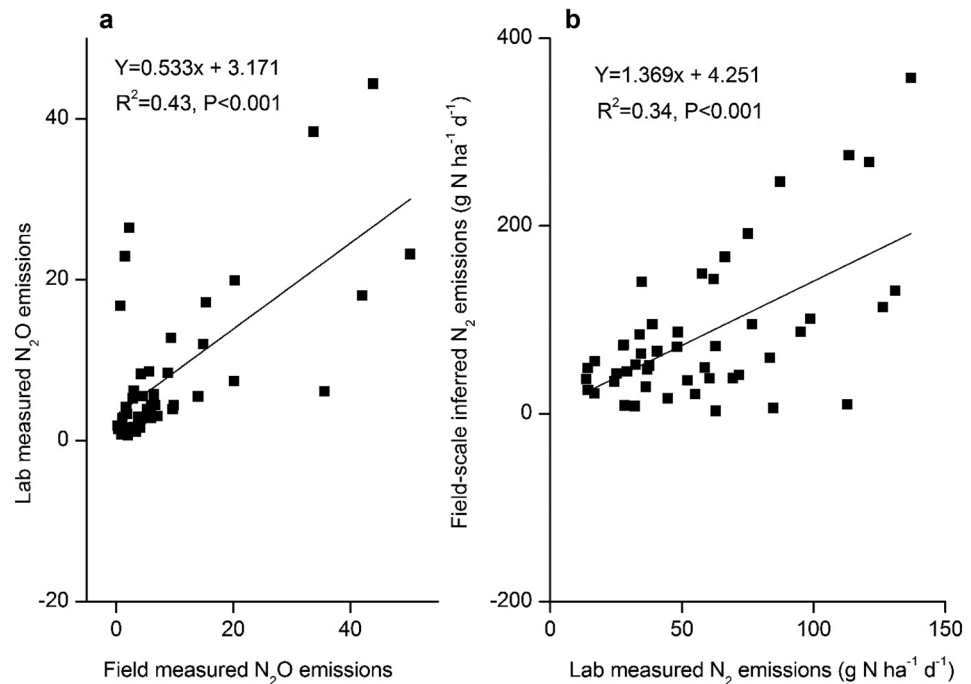 a
Y=0.533x + 3.171
R²=0.43, P<0.001
Lab measured N₂O emissions
40
20
0
-20
0 20 40
Field measured N₂O emissions
b
Y=1.369x + 4.251
R²=0.34, P<0.001
Field-scale inferred N₂ emissions (g N ha⁻¹ d⁻¹)
400
200
0
-200
0 50 100 150
Lab measured N₂ emissions (g N ha⁻¹ d⁻¹)